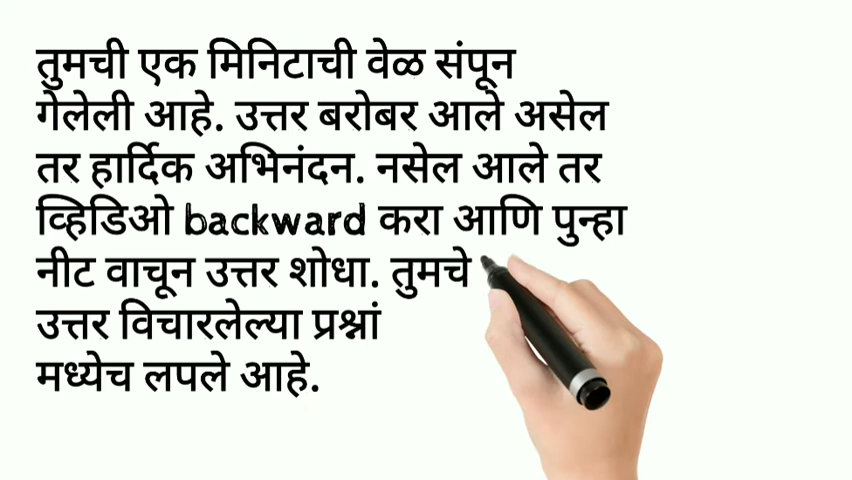 तुमची एक मिनिटाची वेळ संपून
गेलेली आहे. उत्तर बरोबर आले असेल
तर हार्दिक अभिनंदन. नसेल आले तर
व्हिडिओ backward करा आणि पुन्हा
नीट वाचून उत्तर शोधा. तुमचे
उत्तर विचारलेल्या प्रश्नां
मध्येच लपले आहे.